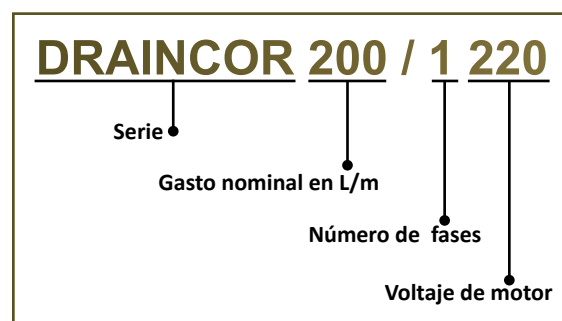 DRAINCOR 200 / 1 220
Serie
Gasto nominal en L/m
Número de fases
Voltaje de motor